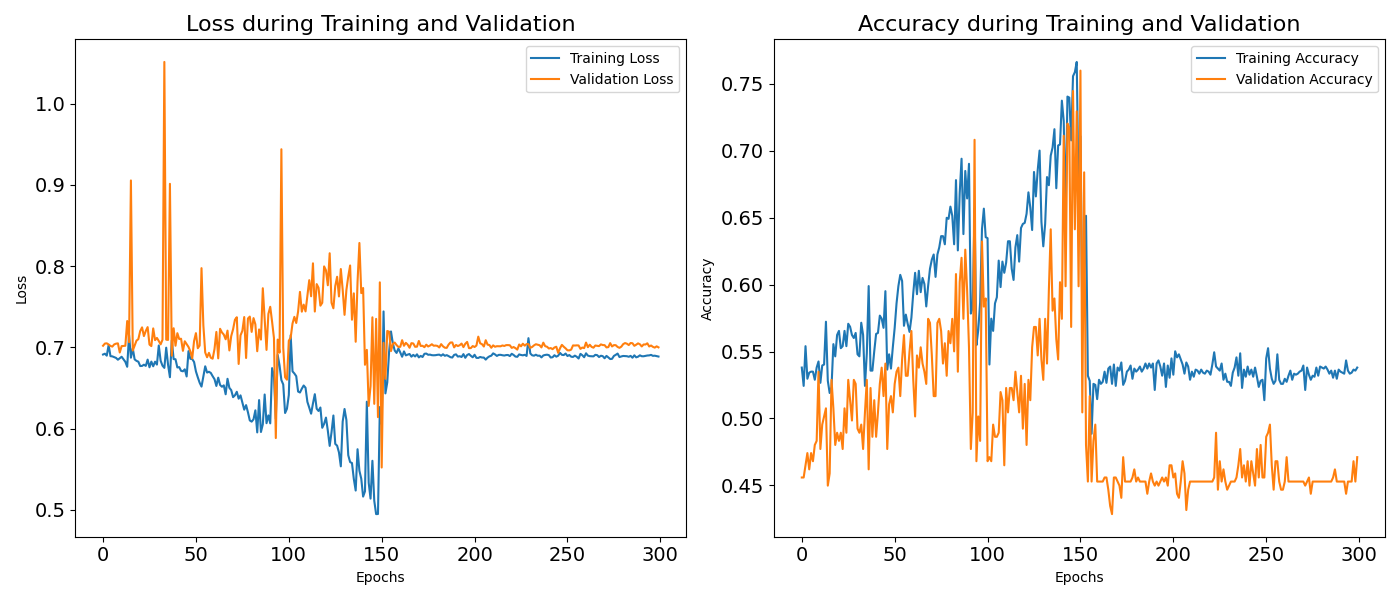 Loss during Training and Validation
Training Loss
Validation Loss
1.0
0.9
0.8
0.7
0.6
0.5
Loss
0
50
100
150
200
250
300
Epochs
Accuracy during Training and Validation
Training Accuracy
Validation Accuracy
0.75
0.70
0.65
0.60
0.55
0.50
0.45
Accuracy
0
50
100
150
200
250
300
Epochs